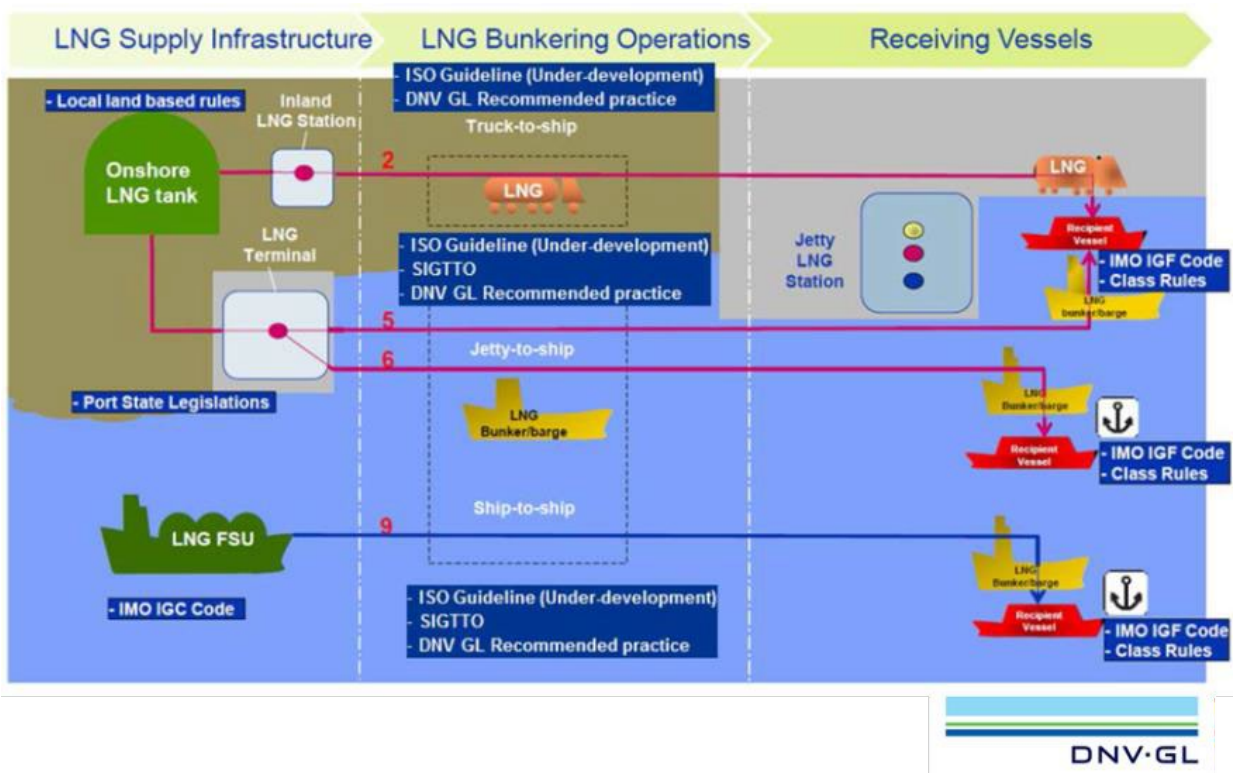 LNG Supply Infrastructure
LNG Bunkering Operations
Receiving Vessels
- Local land based rules
Inland
LNG Station
- ISO Guideline (Under-development)
- DNV GL Recommended practice
Truck-to-ship
Onshore
LNG tank
2
LNG
LNG
LNG
Terminal
- ISO Guideline (Under-development)
- SIGTTO
- DNV GL Recommended practice
Jetty
LNG
Station
Recipient
Vessel
- IMO IGF Code
- Class Rules
LNG
bunker/barge
5
Jetty-to-ship
6
- Port State Legislations
LNG
Bunker/barge
LNG
Bunker/barge
Recipient
Vessel
- IMO IGF Code
- Class Rules
Ship-to-ship
9
LNG FSU
- IMO IGC Code
- ISO Guideline (Under-development)
- SIGTTO
- DNV GL Recommended practice
LNG
Bunker/barge
Recipient
Vessel
- IMO IGF Code
- Class Rules
DNV·GL